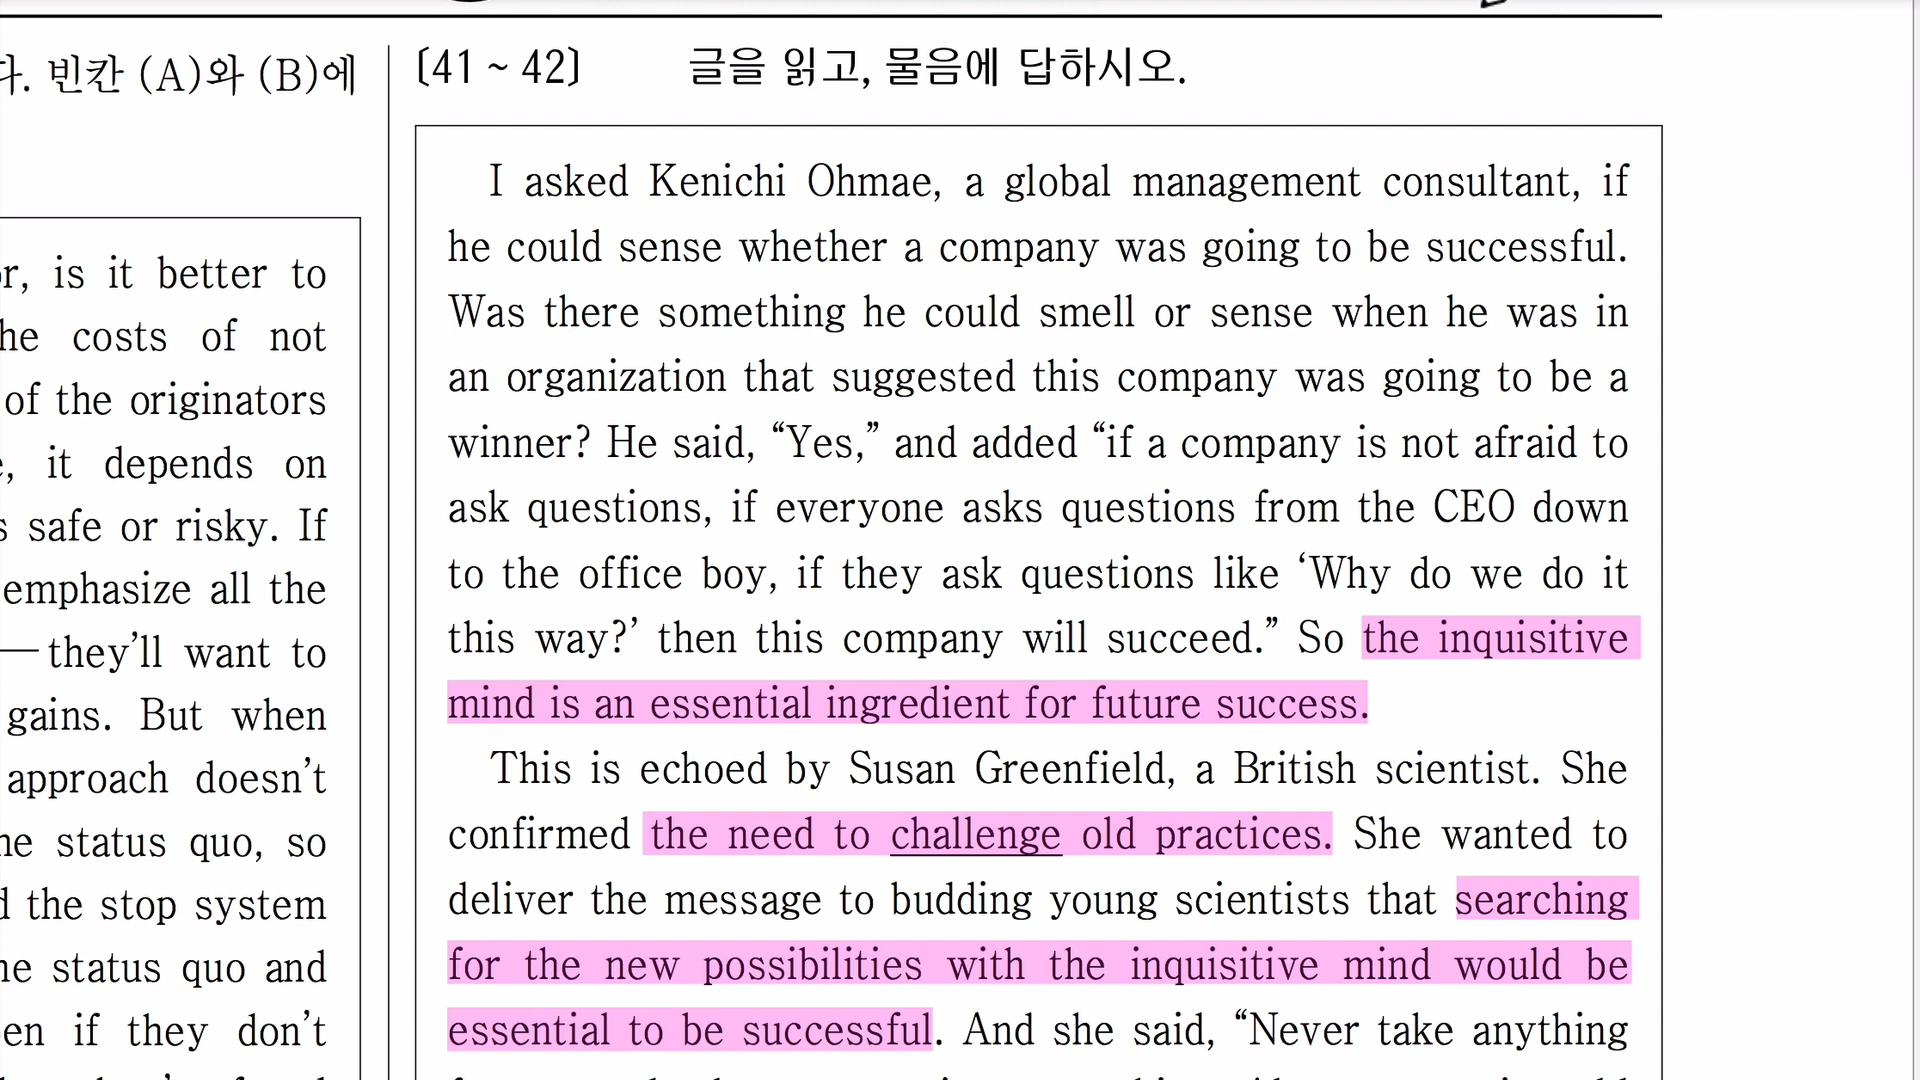 다. 빈칸 (A)와 (B)에
is it better to
costs of not
of the originators
it depends on
safe or risky. If
emphasize all the
—they’ll want to
gains. But when
approach doesn’t
status quo, so
the stop system
status quo and
if they don’t
[41 ~ 42] 글을 읽고, 물음에 답하시오.
I asked Kenichi Ohmae, a global management consultant, if
he could sense whether a company was going to be successful.
Was there something he could smell or sense when he was in
an organization that suggested this company was going to be a
winner? He said, “Yes,” and added “if a company is not afraid to
ask questions, if everyone asks questions from the CEO down
to the office boy, if they ask questions like ‘Why do we do it
this way?’ then this company will succeed.” So the inquisitive
mind is an essential ingredient for future success.
This is echoed by Susan Greenfield, a British scientist. She
confirmed the need to challenge old practices. She wanted to
deliver the message to budding young scientists that searching
for the new possibilities with the inquisitive mind would be
essential to be successful. And she said, “Never take anything